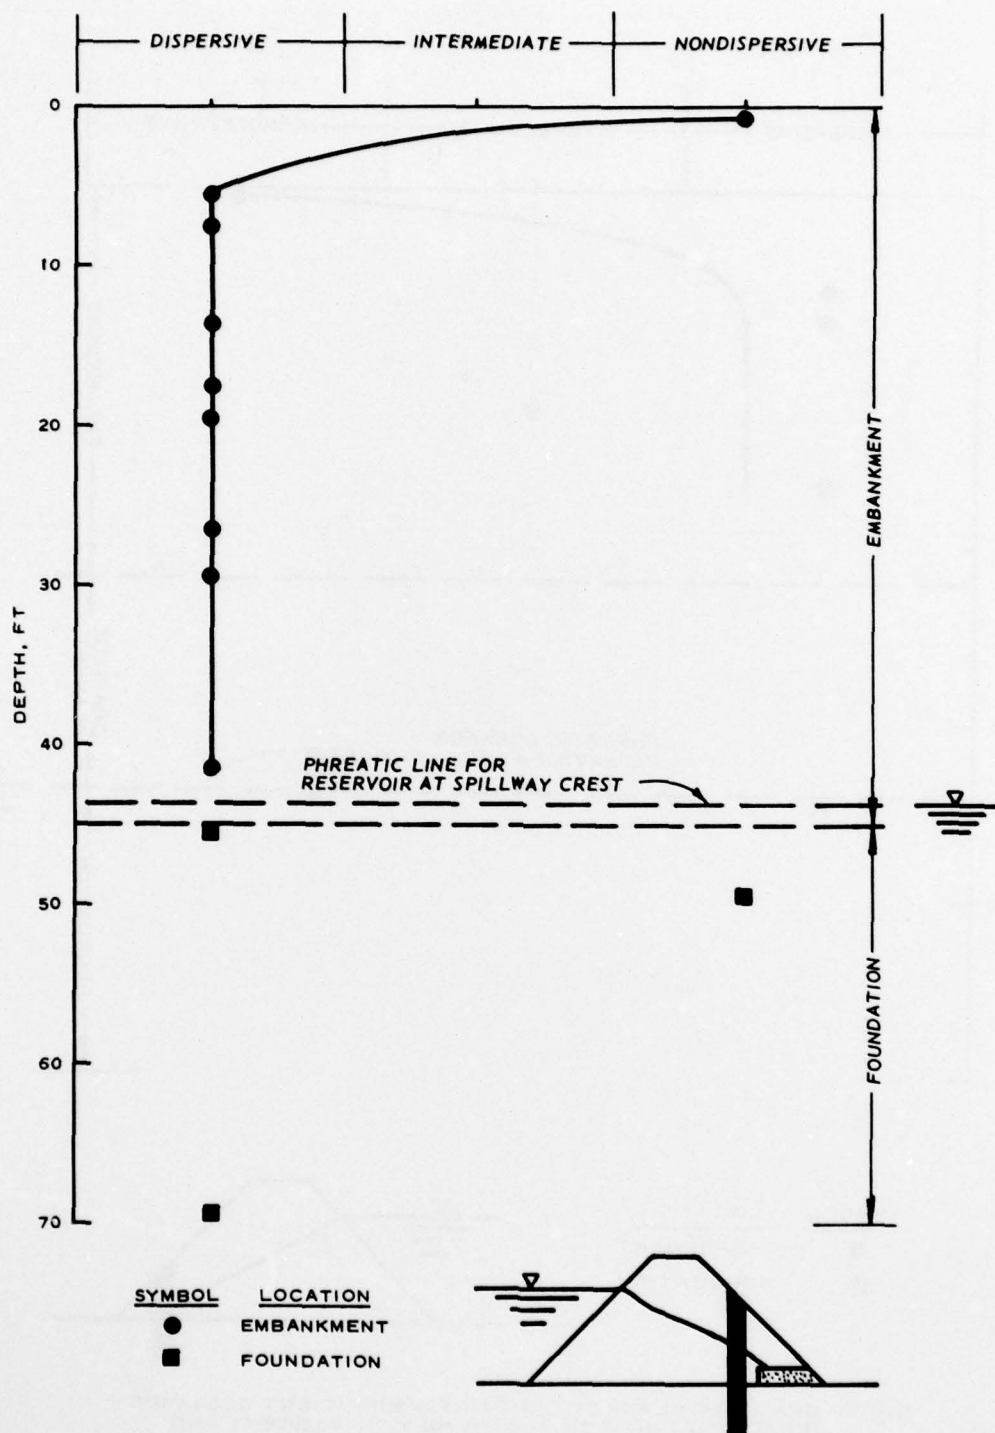 DISPERSIVE INTERMEDIATE NONDISPERSIVE
0
10
20
30
40
50
60
70
DEPTH, FT
EMBANKMENT
PHREATIC LINE FOR
RESERVOIR AT SPILLWAY CREST
FOUNDATION
SYMBOL LOCATION
EMBANKMENT
FOUNDATION